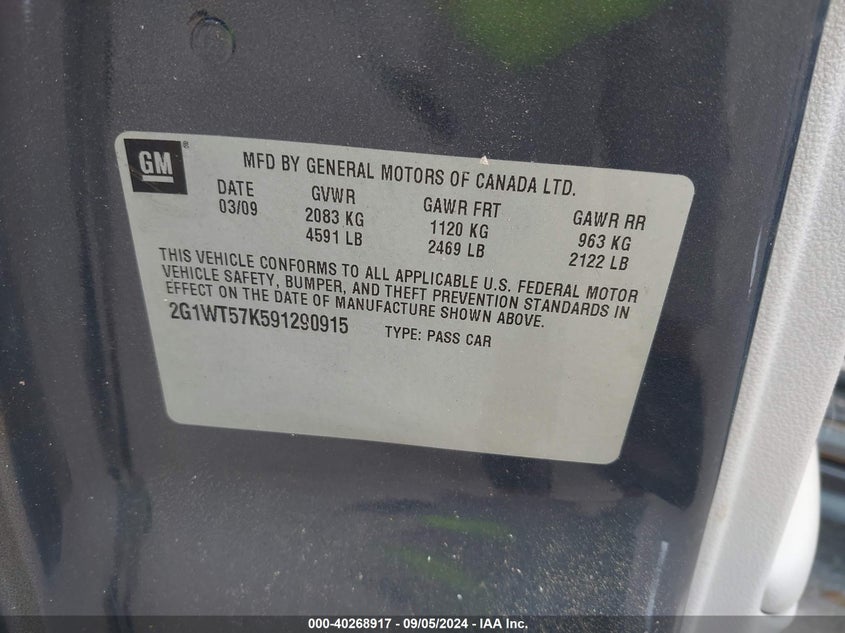 GM®
MFD BY GENERAL MOTORS OF CANADA LTD.
DATE GVWR GAWR FRT GAWR RR
03/09 2083 KG 1120 KG 963 KG
4591 LB 2469 LB 2122 LB
THIS VEHICLE CONFORMS TO ALL APPLICABLE U.S. FEDERAL MOTOR
VEHICLE SAFETY, BUMPER, AND THEFT PREVENTION STANDARDS IN
EFFECT ON THE DATE OF MANUFACTURE SHOWN ABOVE.
2G1WT57K591290915 TYPE: PASS CAR
000-40268917 - 09/05/2024 - IAA Inc.